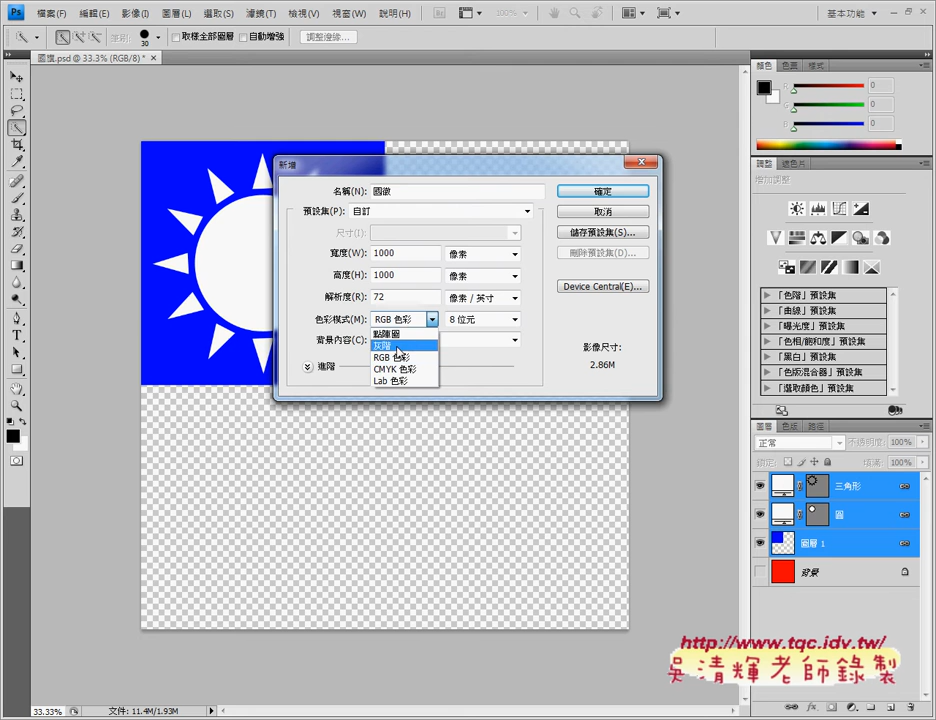 Ps 檔案(F) 編輯(E) 影像(I) 圖層(L) 選取(S) 濾鏡(T) 檢視(V) 視窗(W) 說明(H) 100% 基本功能
筆刷: 30 取樣全部圖層 自動增強 調整邊緣...
國旗.psd @ 33.3% (RGB/8) *
顏色 色票 樣式
R 0
G 0
B 0
調整 遮色片
增加調整
「色階」預設集
「曲線」預設集
「曝光度」預設集
「色相/飽和度」預設集
「黑白」預設集
「色版混合器」預設集
「選取顏色」預設集
圖層 色版 路徑
正常 不透明度: 100%
鎖定: 填滿: 100%
三角形
圓
圖層 1
背景
新增
名稱(N): 國徽 確定
預設集(P): 自訂 取消
尺寸(I): 儲存預設集(S)...
寬度(W): 1000 像素 刪除預設集(D)...
高度(H): 1000 像素
解析度(R): 72 像素 / 英寸 Device Central(E)...
色彩模式(M): RGB 色彩 8 位元
點陣圖
灰階
RGB 色彩
CMYK 色彩
Lab 色彩
背景內容(C):
進階
影像尺寸:
2.86M
http://www.tqc.idv.tw/
吳清輝老師錄製
33.33% 文件: 11.4M/1.93M